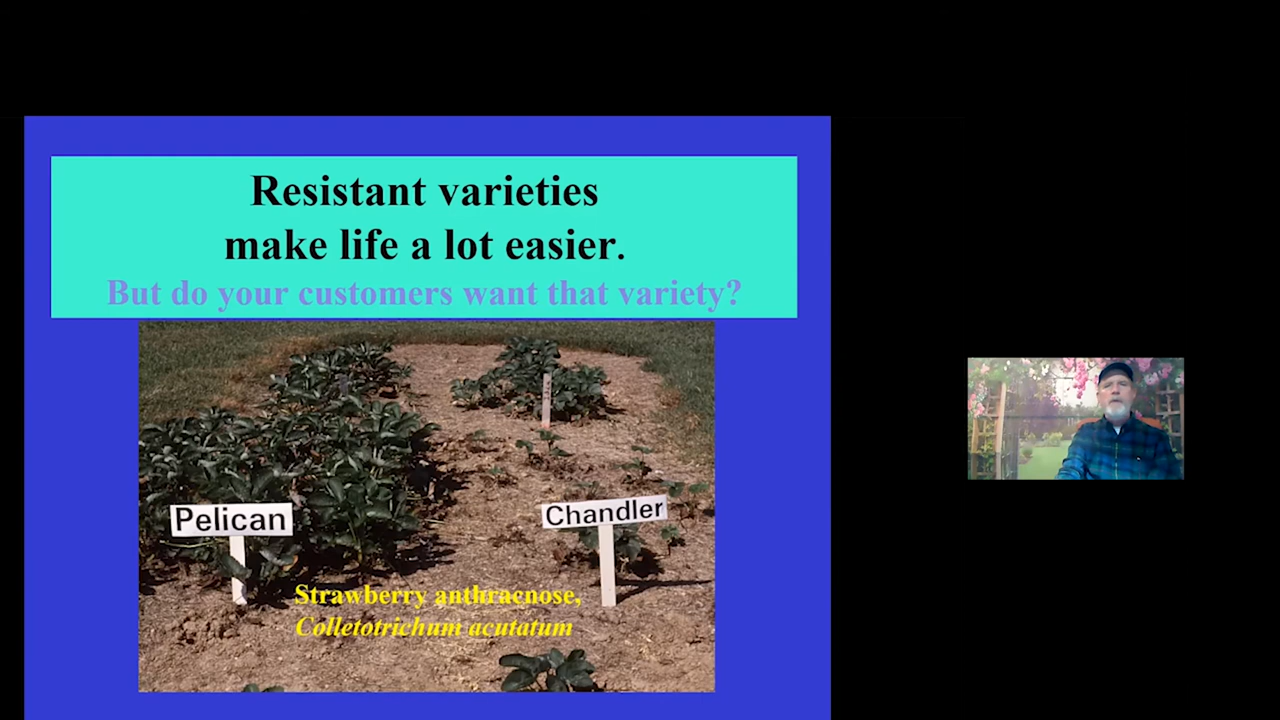 Resistant varieties
make life a lot easier.
But do your customers want that variety?
Pelican
Chandler
Strawberry anthracnose,
Colletotrichum acutatum